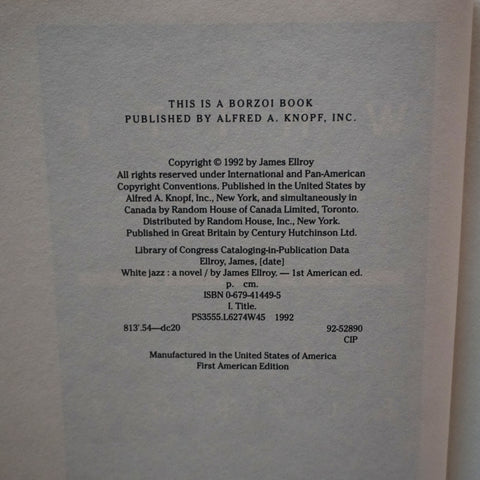 THIS IS A BORZOI BOOK
PUBLISHED BY ALFRED A. KNOPF, INC.
Copyright © 1992 by James Ellroy
All rights reserved under International and Pan-American
Copyright Conventions. Published in the United States by
Alfred A. Knopf, Inc., New York, and simultaneously in
Canada by Random House of Canada Limited, Toronto.
Distributed by Random House, Inc., New York.
Published in Great Britain by Century Hutchinson Ltd.
Library of Congress Cataloging-in-Publication Data
Ellroy, James, [date]
White jazz : a novel / by James Ellroy. — 1st American ed.
p. cm.
ISBN 0-679-41449-5
I. Title.
PS3555.L6274W45 1992
813'.54—dc20 92-52890
CIP
Manufactured in the United States of America
First American Edition